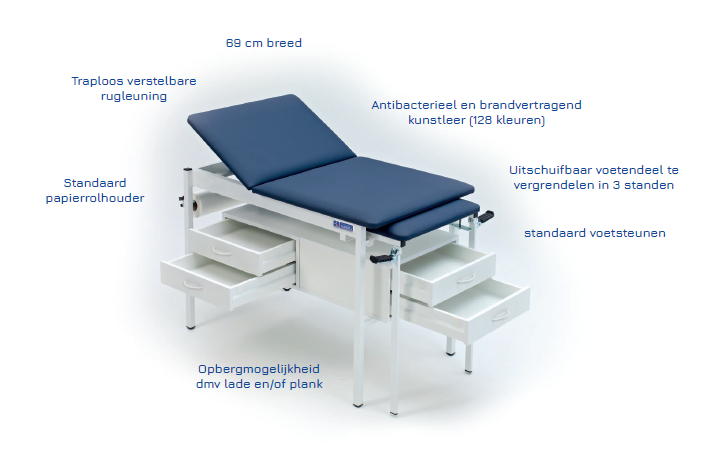 69 cm breed
Traploos verstelbare
rugleuning
Antibacterieel en brandvertragend
kunstleer (128 kleuren)
Uitschuifbaar voetendeel te
vergrendelen in 3 standen
Standaard
papierrolhouder
standaard voetsteunen
Opbergmogelijkheid
dmv lade en/of plank